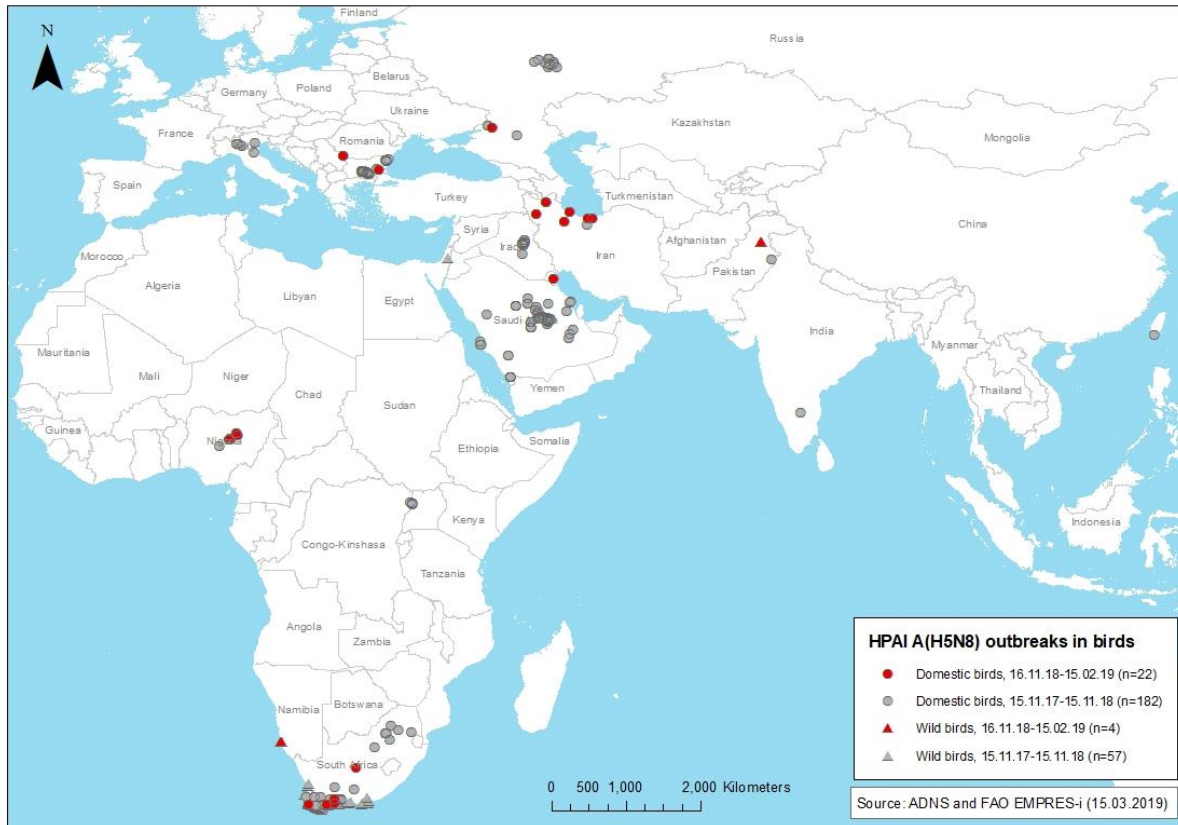 Finland
N
Russia
Belarus
Germany
Poland
Ukraine
Kazakhstan
France
Mongolia
Romania
Spain
Italy
Turkey
Turkmenistan
China
Syria
Afghanistan
Iraq
Iran
Morocco
Pakistan
Algeria
Libyan
Egypt
Saudi
India
Mauritania
Myanmar
Mali
Niger
Chad
Sudan
Yemen
Thailand
Guinea
Ethiopia
Somalia
Kenya
Indonesia
Congo-Kinshasa
Tanzania
Angola
Zambia
Namibia
Botswana
South Africa
0 500 1,000 2,000 Kilometers
HPAI A(H5N8) outbreaks in birds
Domestic birds, 16.11.18-15.02.19 (n=22)
Domestic birds, 15.11.17-15.11.18 (n=182)
Wild birds, 16.11.18-15.02.19 (n=4)
Wild birds, 15.11.17-15.11.18 (n=57)
Source: ADNS and FAO EMPRES-i (15.03.2019)